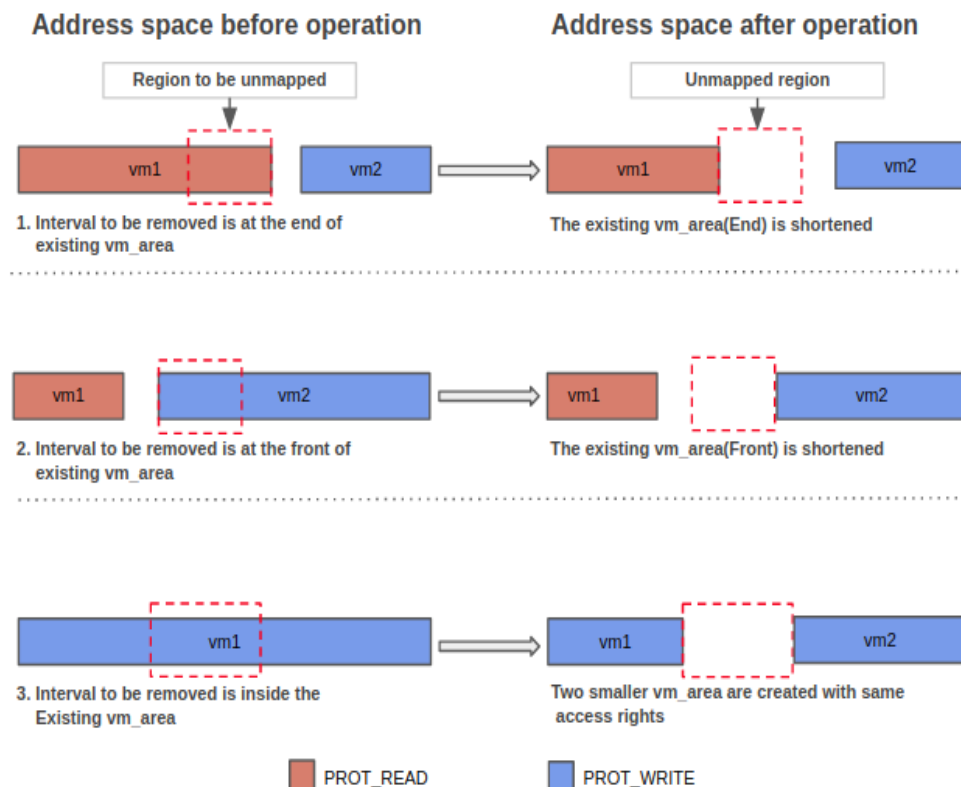 Address space before operation
Address space after operation
Region to be unmapped
Unmapped region
vm1
vm2
vm1
vm2
1. Interval to be removed is at the end of
existing vm_area
The existing vm_area(End) is shortened
vm1
vm2
vm1
vm2
2. Interval to be removed is at the front of
existing vm_area
The existing vm_area(Front) is shortened
vm1
vm1
vm2
3. Interval to be removed is inside the
Existing vm_area
Two smaller vm_area are created with same
access rights
PROT_READ
PROT_WRITE